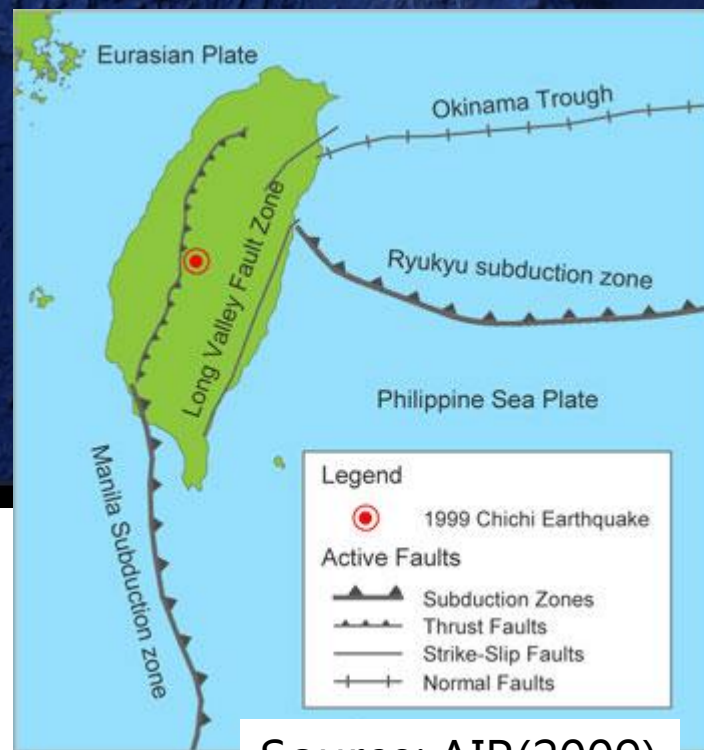 Eurasian Plate
Okinama Trough
Long Valley Fault Zone
Ryukyu subduction zone
Philippine Sea Plate
Manila Subduction zone
Legend
1999 Chichi Earthquake
Active Faults
Subduction Zones
Thrust Faults
Strike-Slip Faults
Normal Faults
Source: AIR(2009)